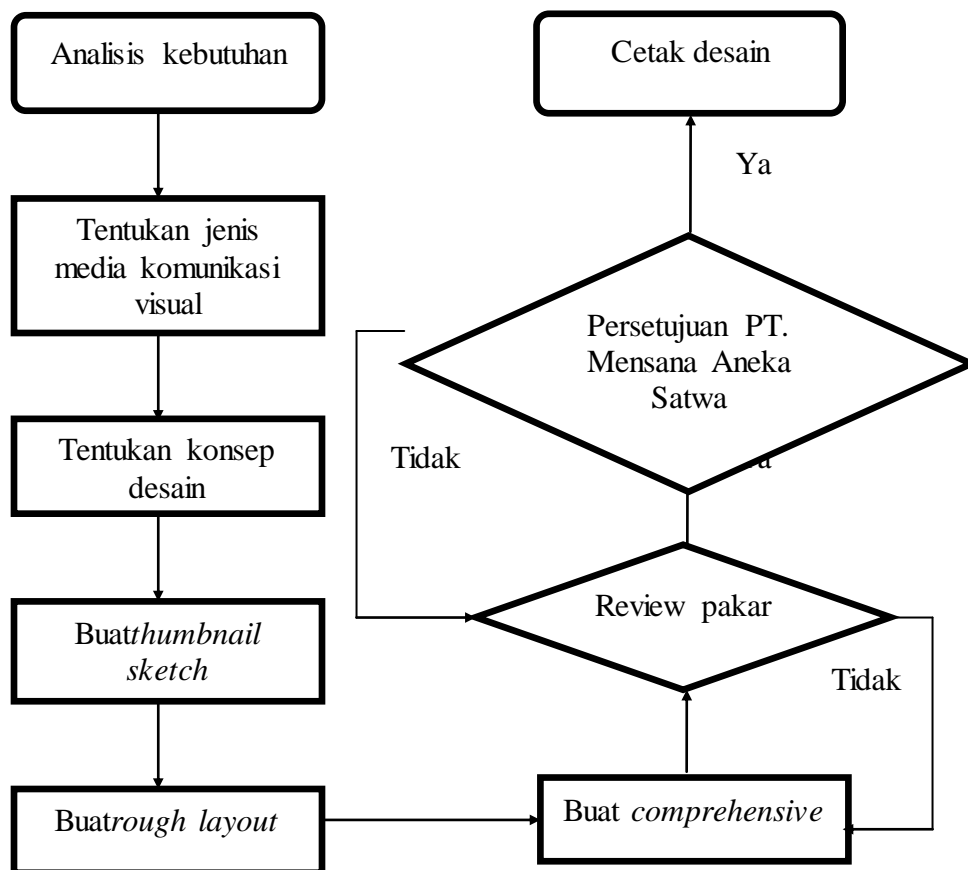 Analisis kebutuhan
Tentukan jenis
media komunikasi
visual
Tentukan konsep
desain
Buatthumbnail
sketch
Buatrough layout
Buat comprehensive
Review pakar
Tidak
Persetujuan PT.
Mensana Aneka
Satwa
Tidak
Ya
Cetak desain